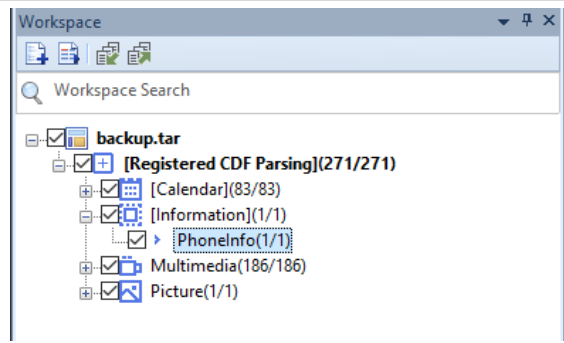 Workspace
Workspace Search
backup.tar
[Registered CDF Parsing](271/271)
[Calendar](83/83)
[Information](1/1)
PhoneInfo(1/1)
Multimedia(186/186)
Picture(1/1)